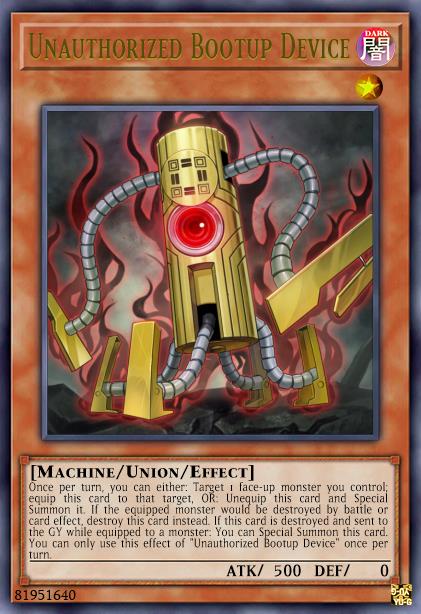 UNAUTHORIZED BOOTUP DEVICE
DARK
闇
[MACHINE/UNION/EFFECT]
Once per turn, you can either: Target 1 face-up monster you control;
equip this card to that target, OR: Unequip this card and Special
Summon it. If the equipped monster would be destroyed by battle or
card effect, destroy this card instead. If this card is destroyed and sent to
the GY while equipped to a monster: You can Special Summon this card.
You can only use this effect of "Unauthorized Bootup Device" once per
turn.
ATK/ 500 DEF/ 0
81951640